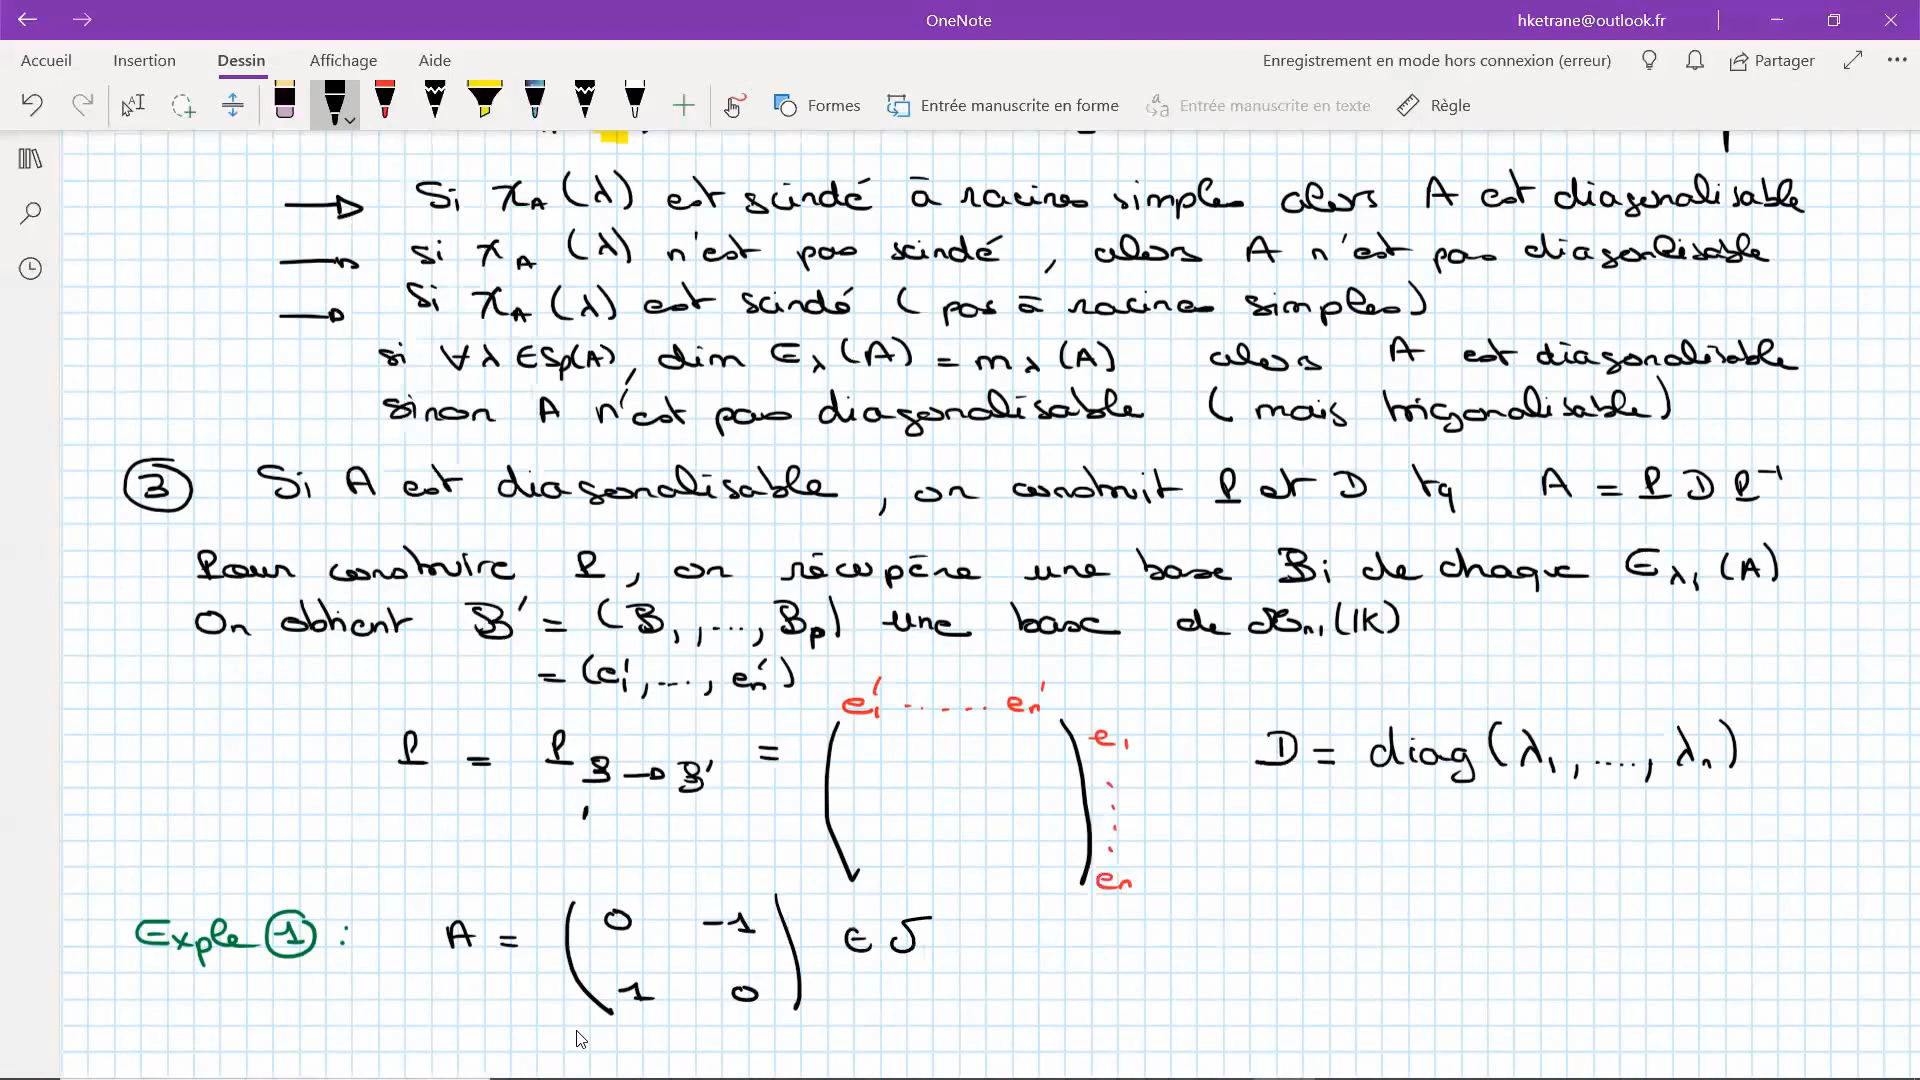 OneNote
hketrane@outlook.fr
Accueil Insertion Dessin Affichage Aide
Enregistrement en mode hors connexion (erreur) Partager
Formes Entrée manuscrite en forme Entrée manuscrite en texte Règle
→ Si χA (λ) est scindé à racines simples alors A est diagonalisable
→ si χA (λ) n'est pas scindé, alors A n'est pas diagonalisable
→ Si χA (λ) est scindé (pas à racines simples)
si ∀λ ∈ Sp(A), dim Eλ (A) = mλ (A) alors A est diagonalisable
sinon A n'est pas diagonalisable (mais trigonalisable)
③ Si A est diagonalisable, on construit P et D tq A = P D P⁻¹
Pour construire P, on récupère une base Bi de chaque Eλi (A)
On obtient B' = (B1, ..., Bp) une base de Mn,1(IK)
= (e1', ..., en')
e1' ...... en'
P = P B → B' = ( ) e1 en D = diag(λ1, ...., λn)
Exple ① : A = ( 0 -1
1 0 ) ∈